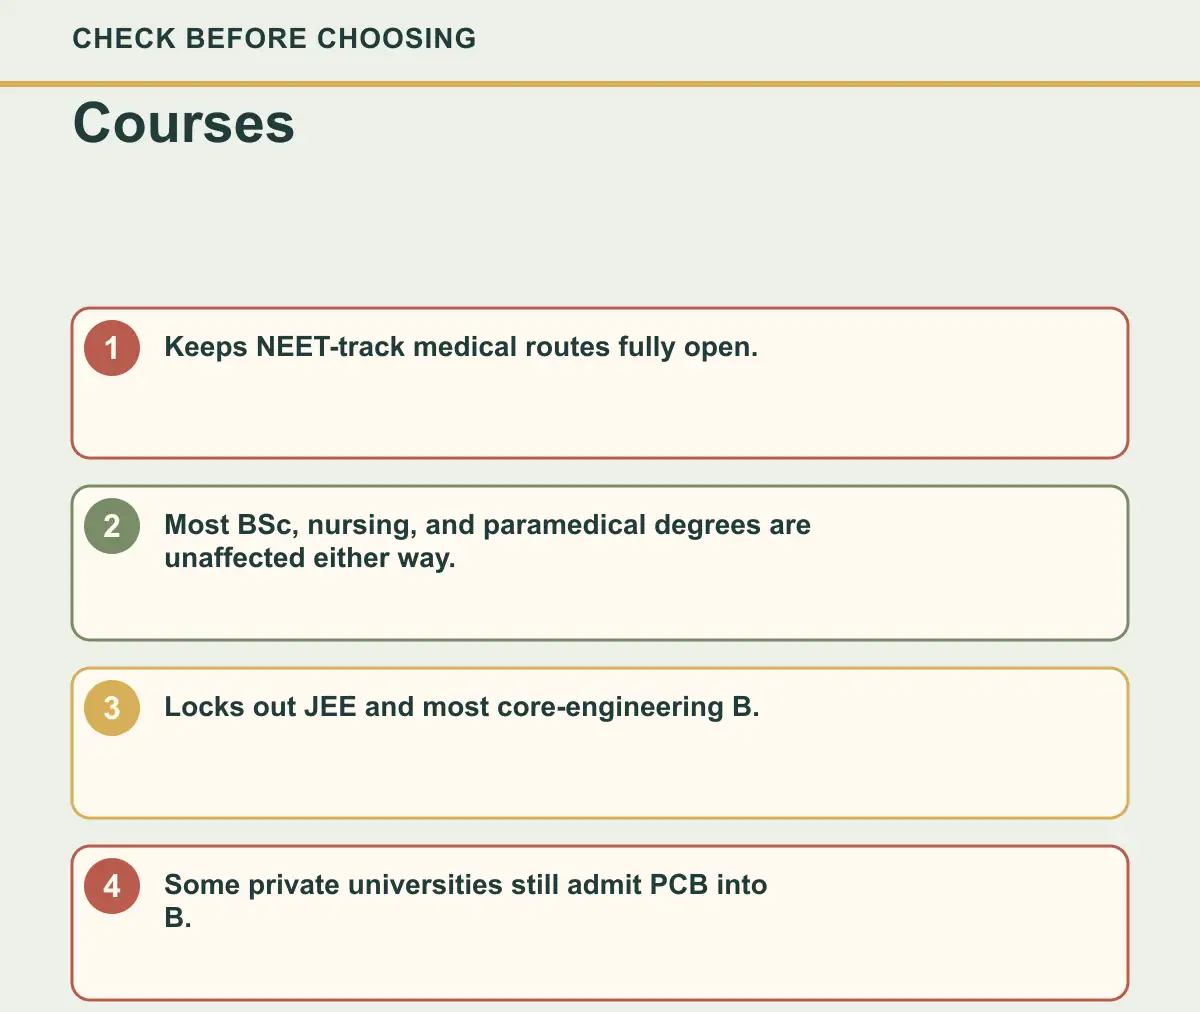 CHECK BEFORE CHOOSING
Courses
1
Keeps NEET-track medical routes fully open.
2
Most BSc, nursing, and paramedical degrees are
unaffected either way.
3
Locks out JEE and most core-engineering B.
4
Some private universities still admit PCB into
B.